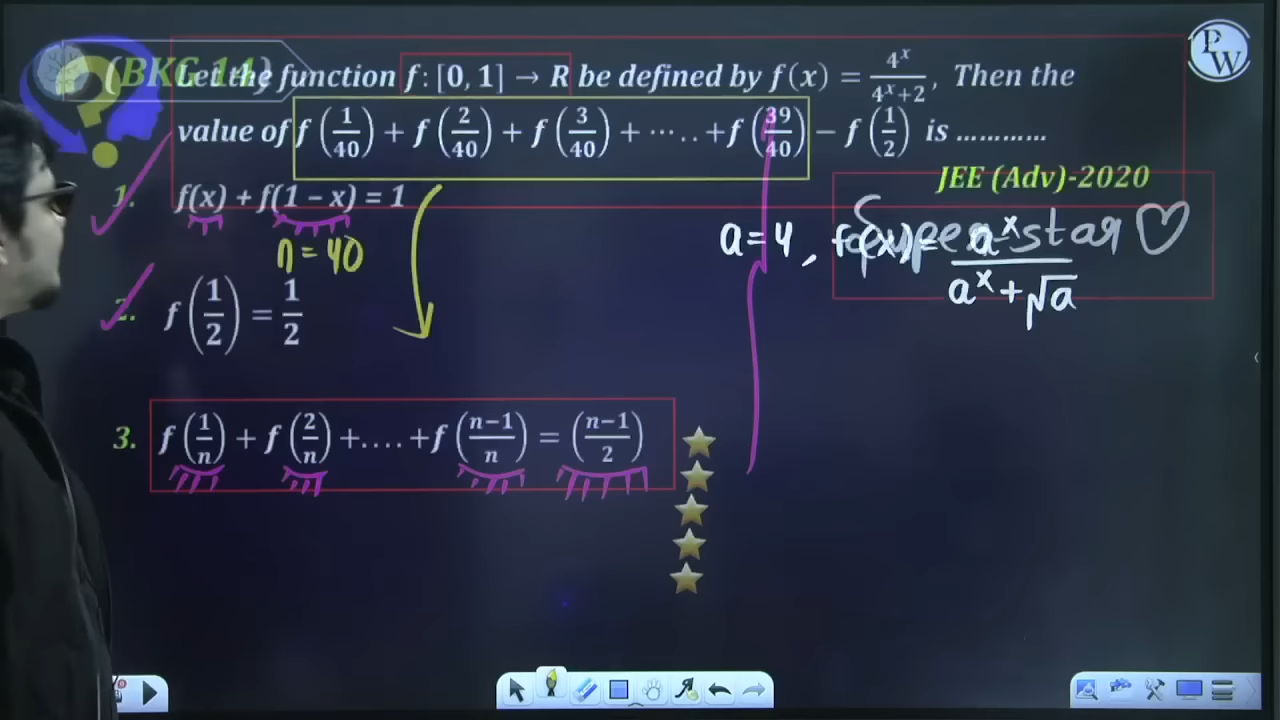 (BKG 14)
Let the function f : [0, 1] → R be defined by f(x) = 4^x/(4^x+2), Then the
value of f(1/40) + f(2/40) + f(3/40) + ⋯.. +f(39/40) − f(1/2) is ………….
JEE (Adv)-2020
1. f(x) + f(1 − x) = 1
n = 40
a=4, f(x) = a^x/(a^x+√a)
2. f(1/2) = 1/2
3. f(1/n) + f(2/n) +....+f((n−1)/n) = ((n−1)/2)
PW